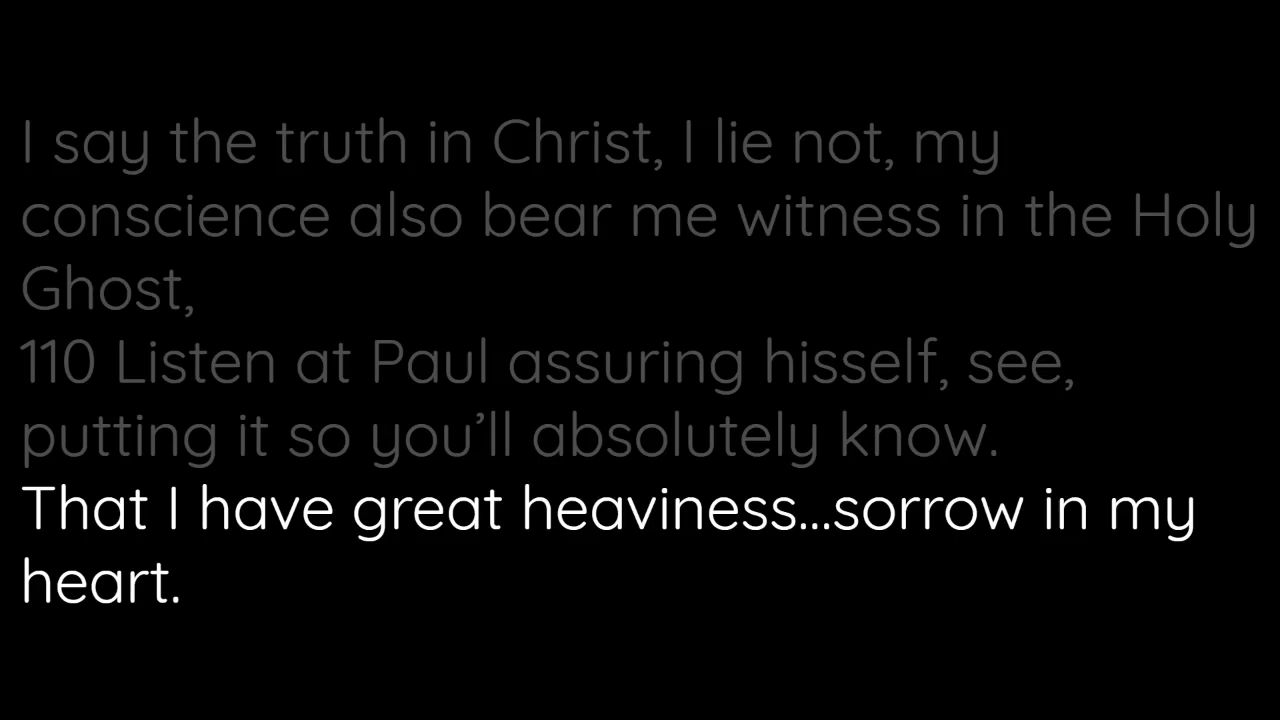 I say the truth in Christ, I lie not, my
conscience also bear me witness in the Holy
Ghost,
110 Listen at Paul assuring hisself, see,
putting it so you’ll absolutely know.
That I have great heaviness...sorrow in my
heart.